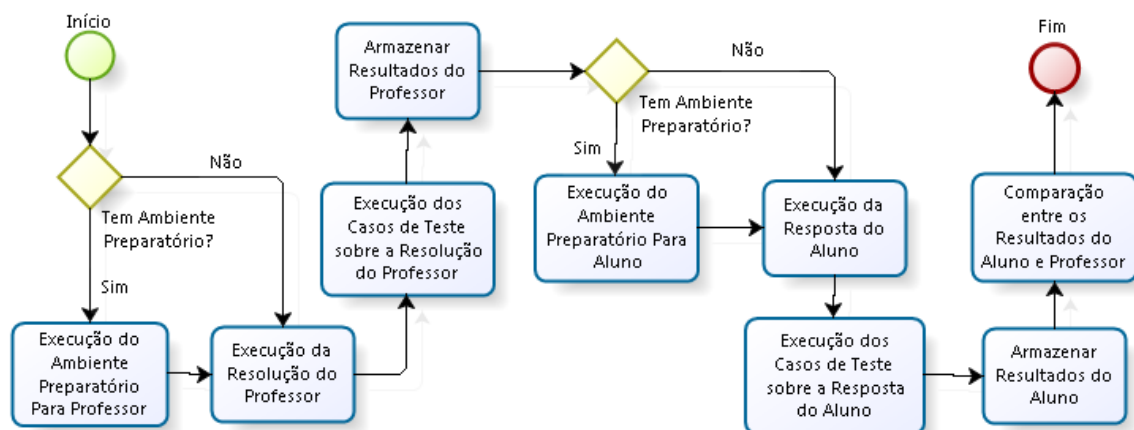 Início
Tem Ambiente
Preparatório?
Não
Sim
Execução do
Ambiente
Preparatório
Para Professor
Execução da
Resolução do
Professor
Execução dos
Casos de Teste
sobre a Resolução
do Professor
Armazenar
Resultados do
Professor
Tem Ambiente
Preparatório?
Não
Sim
Execução do
Ambiente
Preparatório Para
Aluno
Execução da
Resposta do
Aluno
Execução dos
Casos de Teste
sobre a Resposta
do Aluno
Armazenar
Resultados do
Aluno
Comparação
entre os
Resultados do
Aluno e Professor
Fim